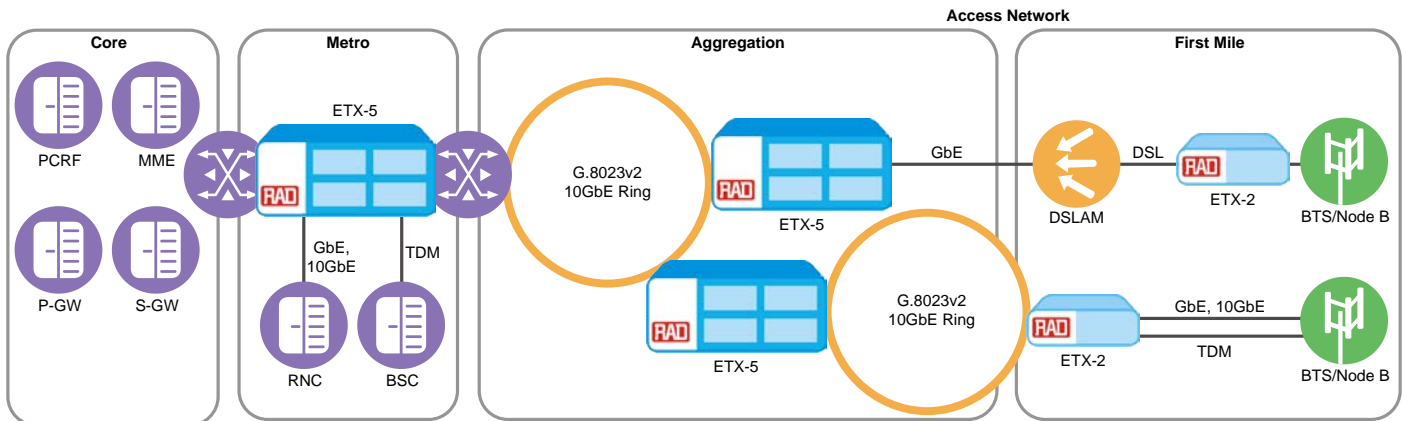 Access Network
Core
Metro
Aggregation
First Mile
PCRF
MME
P-GW
S-GW
ETX-5
RAD
GbE,
10GbE
TDM
RNC
BSC
G.8023v2
10GbE Ring
RAD
ETX-5
GbE
RAD
ETX-5
G.8023v2
10GbE Ring
DSLAM
DSL
RAD
ETX-2
BTS/Node B
RAD
ETX-2
GbE, 10GbE
TDM
BTS/Node B